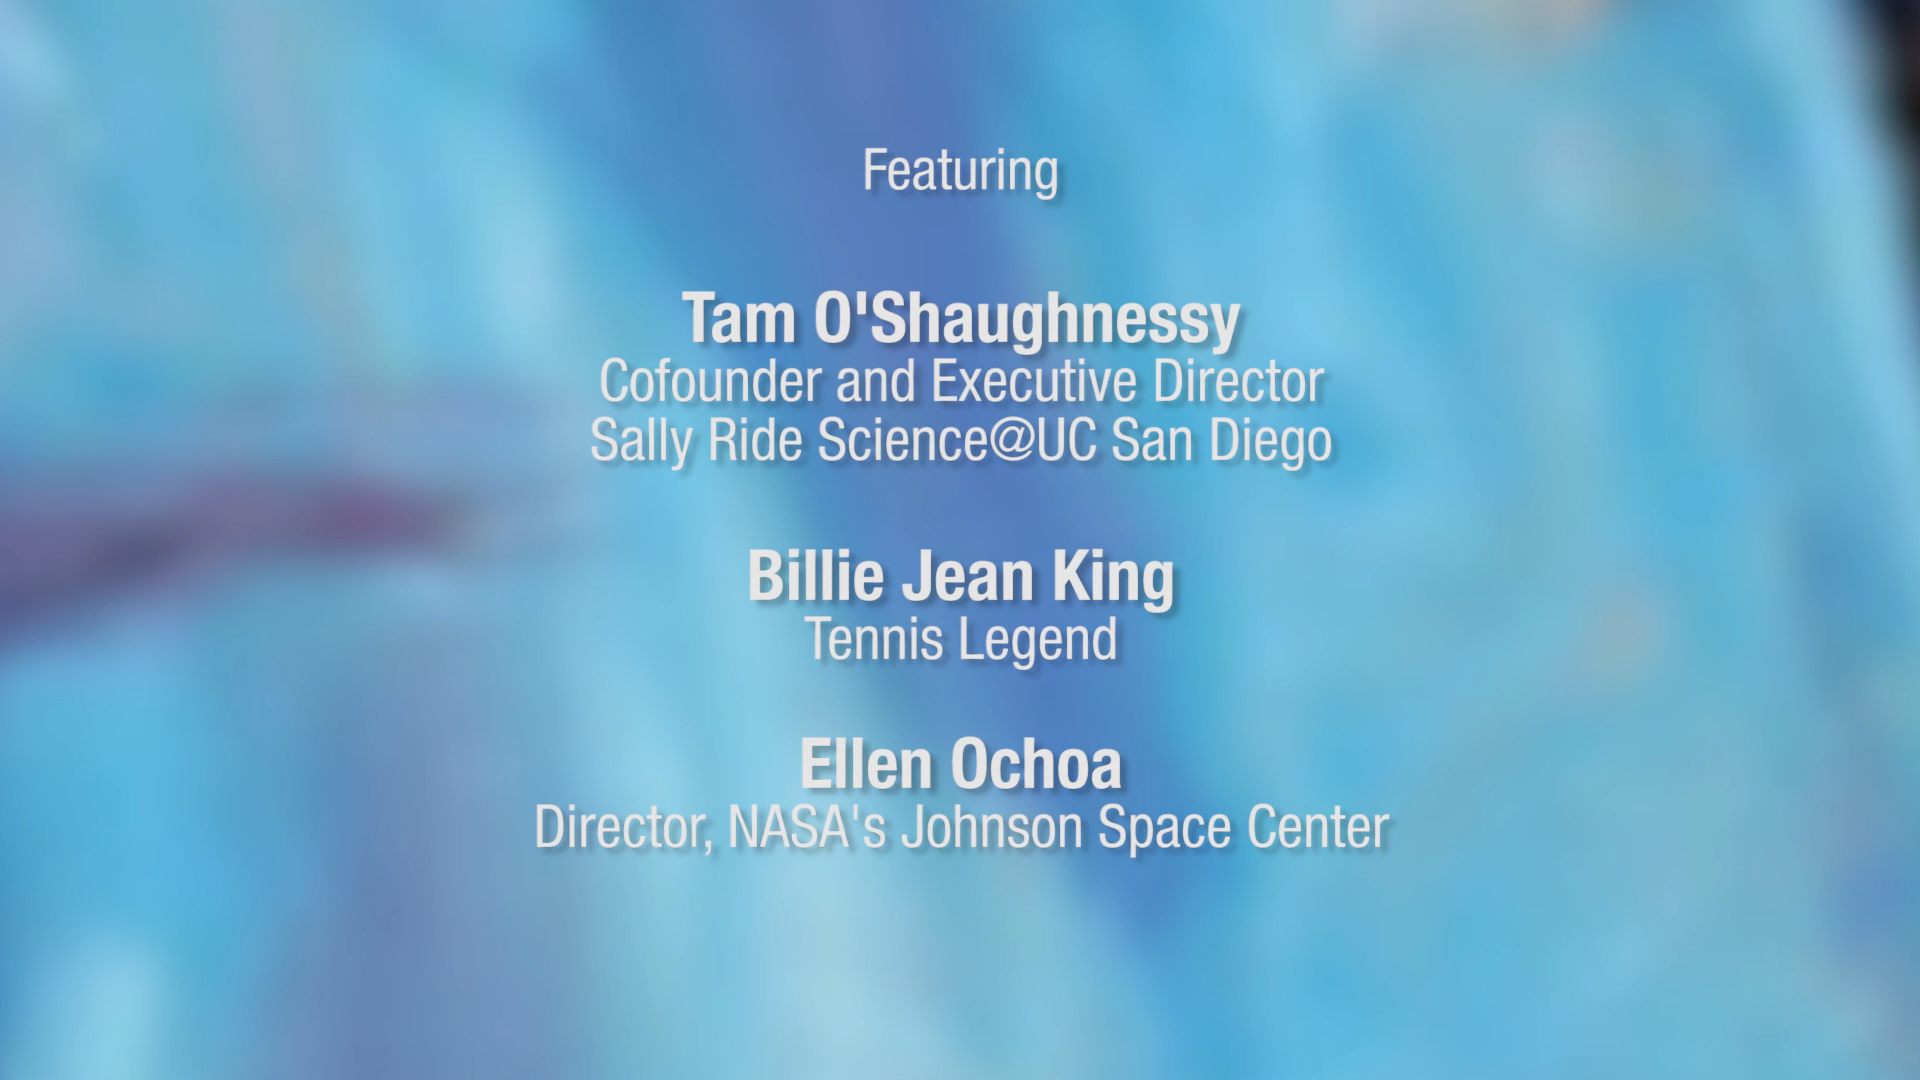 Featuring
Tam O'Shaughnessy
Cofounder and Executive Director
Sally Ride Science@UC San Diego
Billie Jean King
Tennis Legend
Ellen Ochoa
Director, NASA's Johnson Space Center